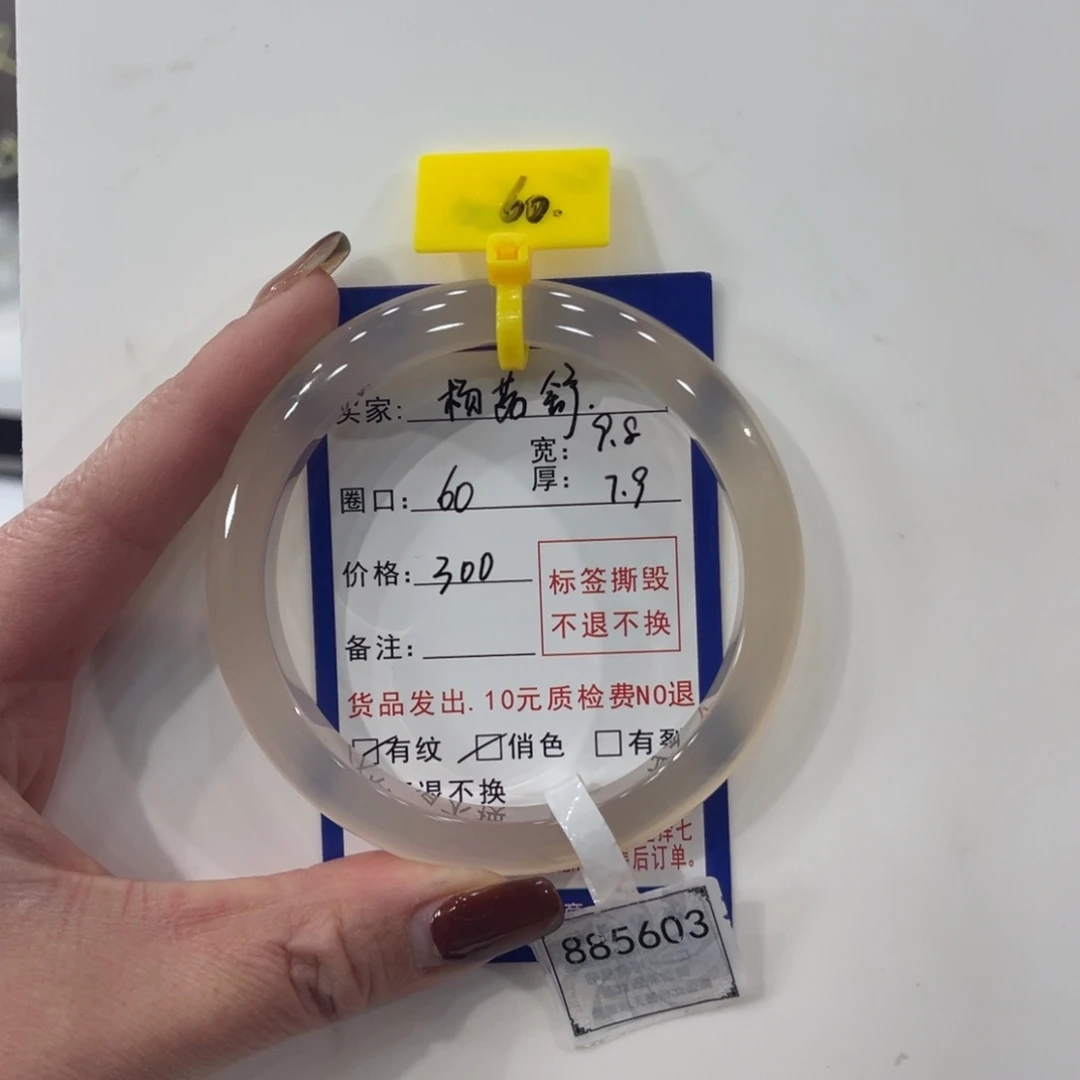 60.
买家: 杨荔舒.
宽: 9.8
圈口: 60 厚: 7.9
价格: 300
标签撕毁
不退不换
备注:
货品发出.10元质检费NO退
有纹 俏色 有裂
退不换
后订单。
885603